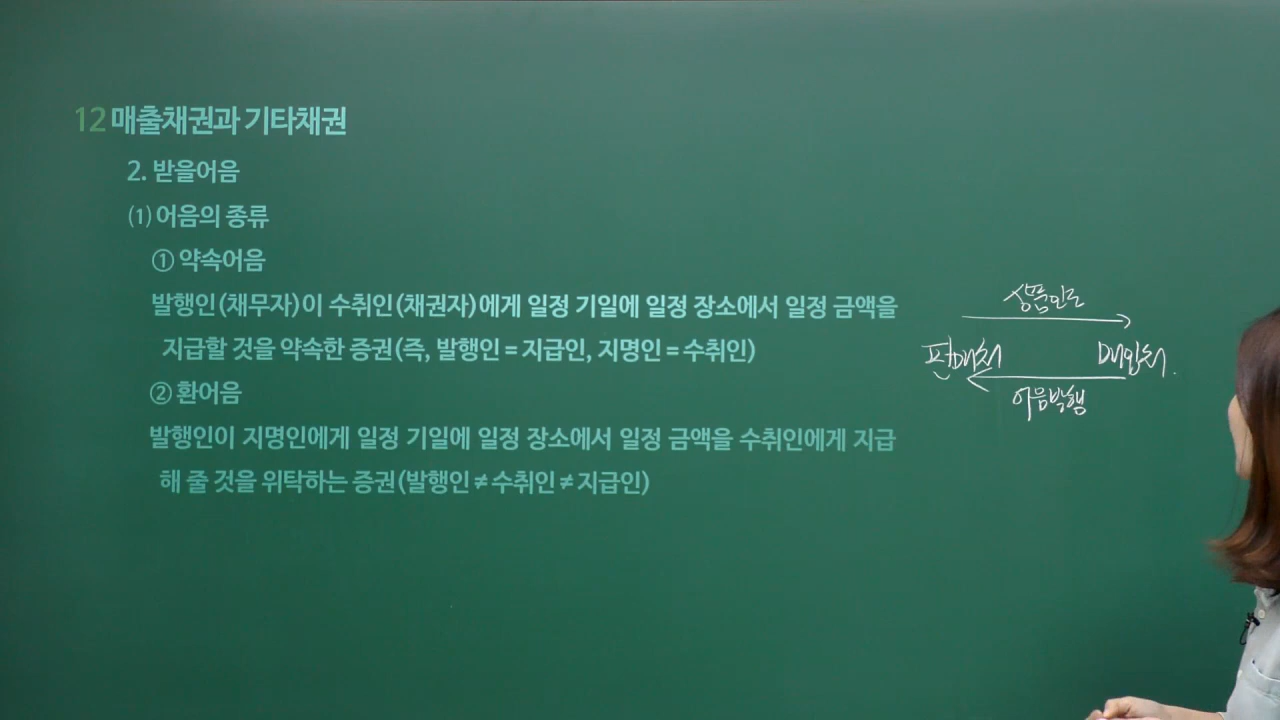 12 매출채권과 기타채권
2. 받을어음
(1) 어음의 종류
① 약속어음
발행인(채무자)이 수취인(채권자)에게 일정 기일에 일정 장소에서 일정 금액을
지급할 것을 약속한 증권(즉, 발행인=지급인, 지명인=수취인)
② 환어음
발행인이 지명인에게 일정 기일에 일정 장소에서 일정 금액을 수취인에게 지급
해 줄 것을 위탁하는 증권(발행인≠수취인≠지급인)
상품인도
판매처 매입처.
어음발행